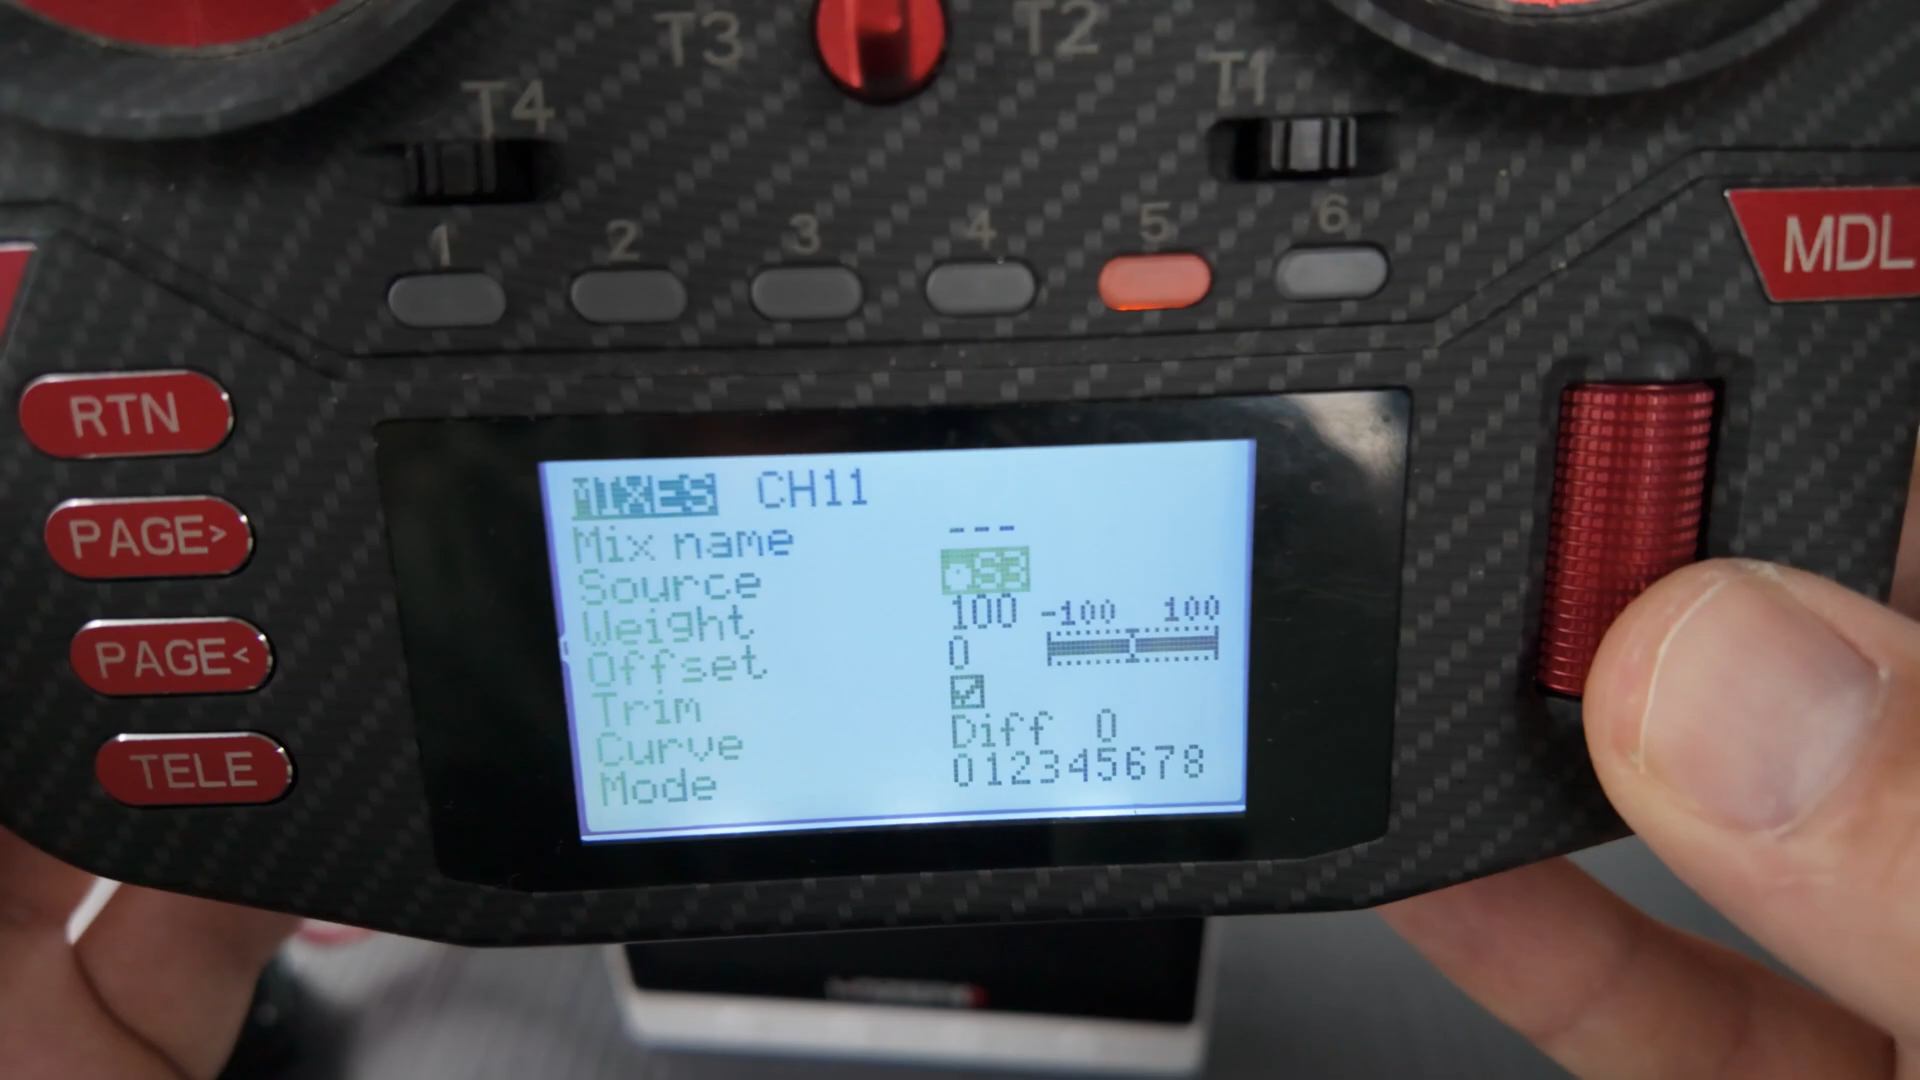 T3
T2
T4
T1
1 2 3 4 5 6
MDL
RTN
PAGE>
PAGE<
TELE
MIXES CH11
Mix name ---
Source S3
Weight 100 -100 100
Offset 0
Trim
Curve Diff 0
Mode 012345678